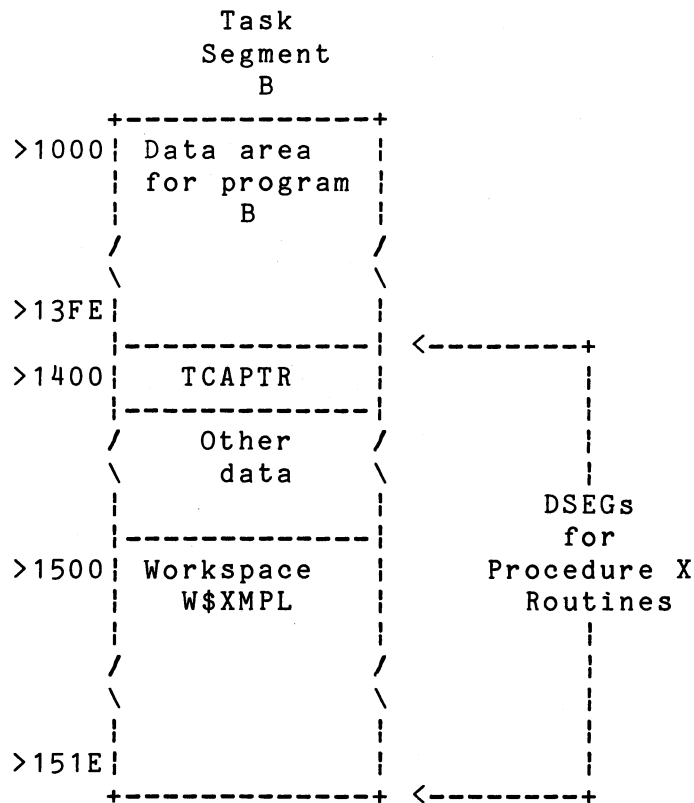 Task
Segment
B
>1000 Data area
for program
B
>13FE
>1400 TCAPTR
Other
data
DSEGs
for
>1500 Workspace Procedure X
W$XMPL Routines
>151E